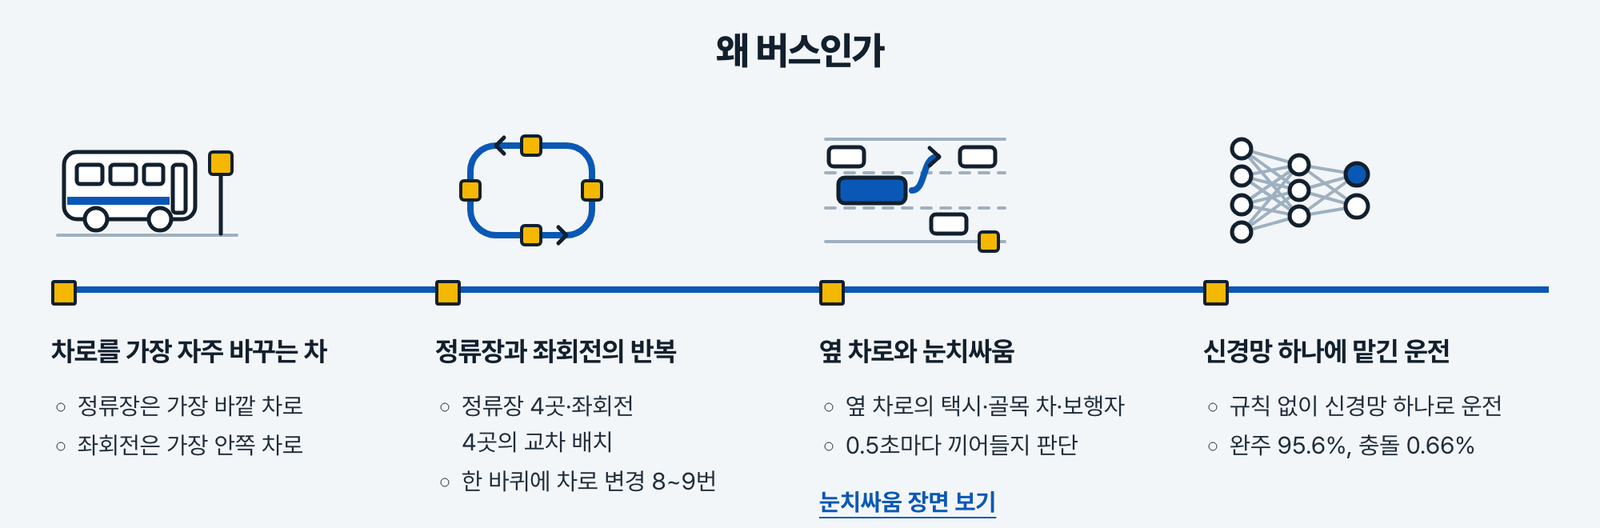 왜 버스인가
차로를 가장 자주 바꾸는 차
정류장은 가장 바깥 차로
좌회전은 가장 안쪽 차로
정류장과 좌회전의 반복
정류장 4곳·좌회전
4곳의 교차 배치
한 바퀴에 차로 변경 8~9번
옆 차로와 눈치싸움
옆 차로의 택시·골목 차·보행자
0.5초마다 끼어들지 판단
눈치싸움 장면 보기
신경망 하나에 맡긴 운전
규칙 없이 신경망 하나로 운전
완주 95.6%, 충돌 0.66%